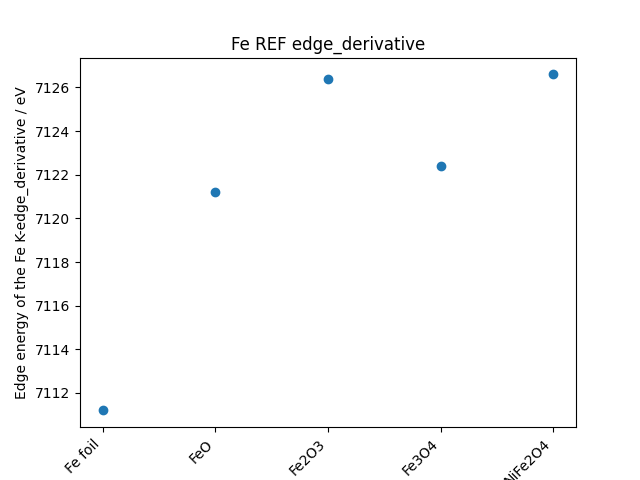 Fe REF edge_derivative
Edge energy of the Fe K-edge_derivative / eV
7126
7124
7122
7120
7118
7116
7114
7112
Fe foil
FeO
Fe2O3
Fe3O4
NiFe2O4